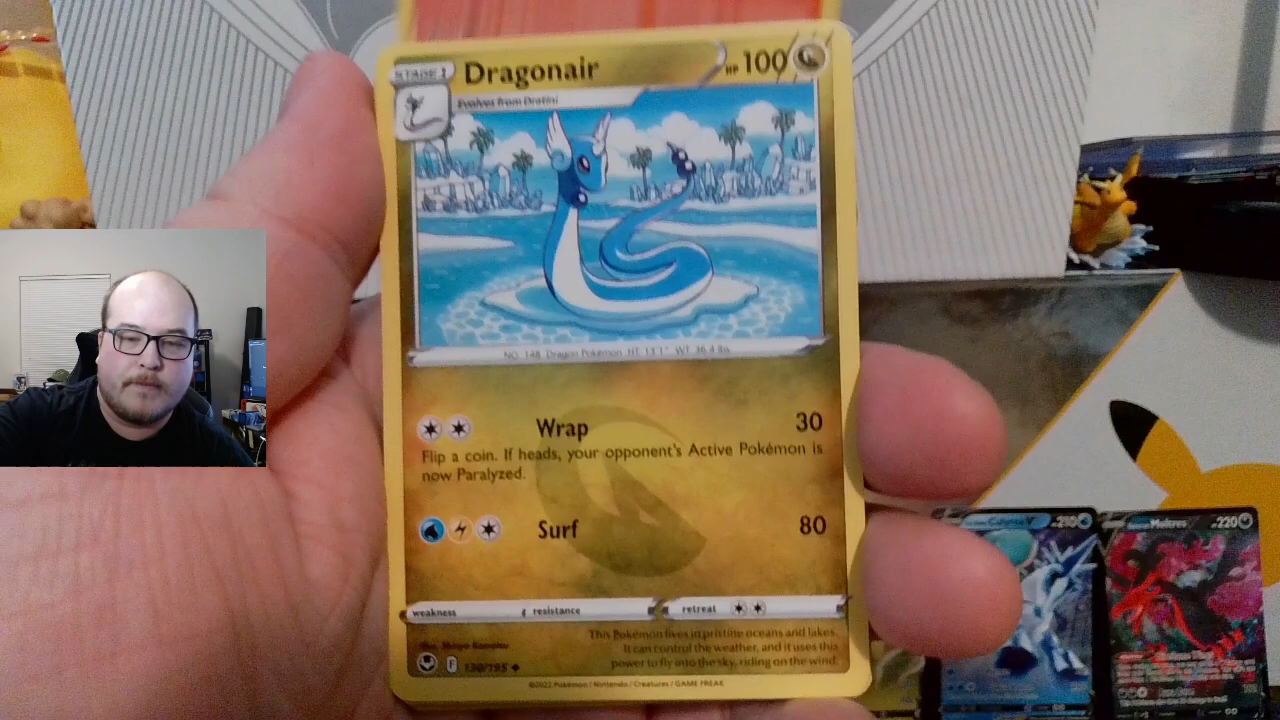 STAGE 1
Dragonair
HP 100
Evolves from Dratini
NO. 148 Dragon Pokémon HT: 13'1" WT: 36.4 lbs.
Wrap 30
Flip a coin. If heads, your opponent's Active Pokémon is
now Paralyzed.
Surf 80
weakness resistance retreat
This Pokémon lives in pristine oceans and lakes.
It can control the weather, and it uses this
power to fly into the sky, riding on the wind.
F 130/195
©2022 Pokémon / Nintendo / Creatures / GAME FREAK
Calyrex V 210
Moltres 220